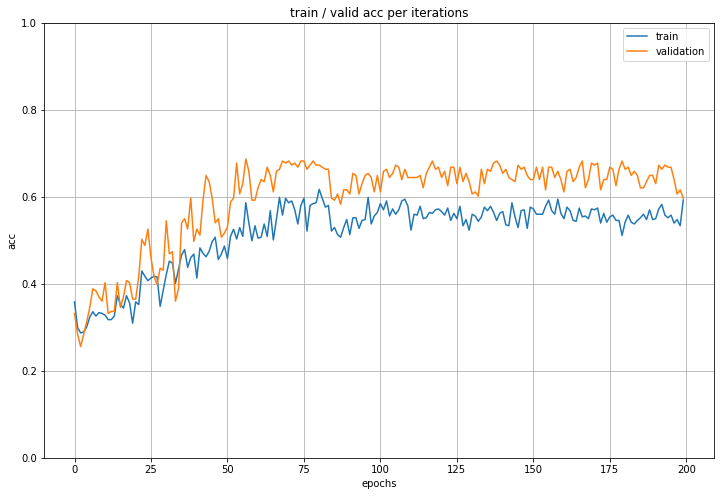 train / valid acc per iterations
train
validation
acc
1.0
0.8
0.6
0.4
0.2
0.0
0 25 50 75 100 125 150 175 200
epochs